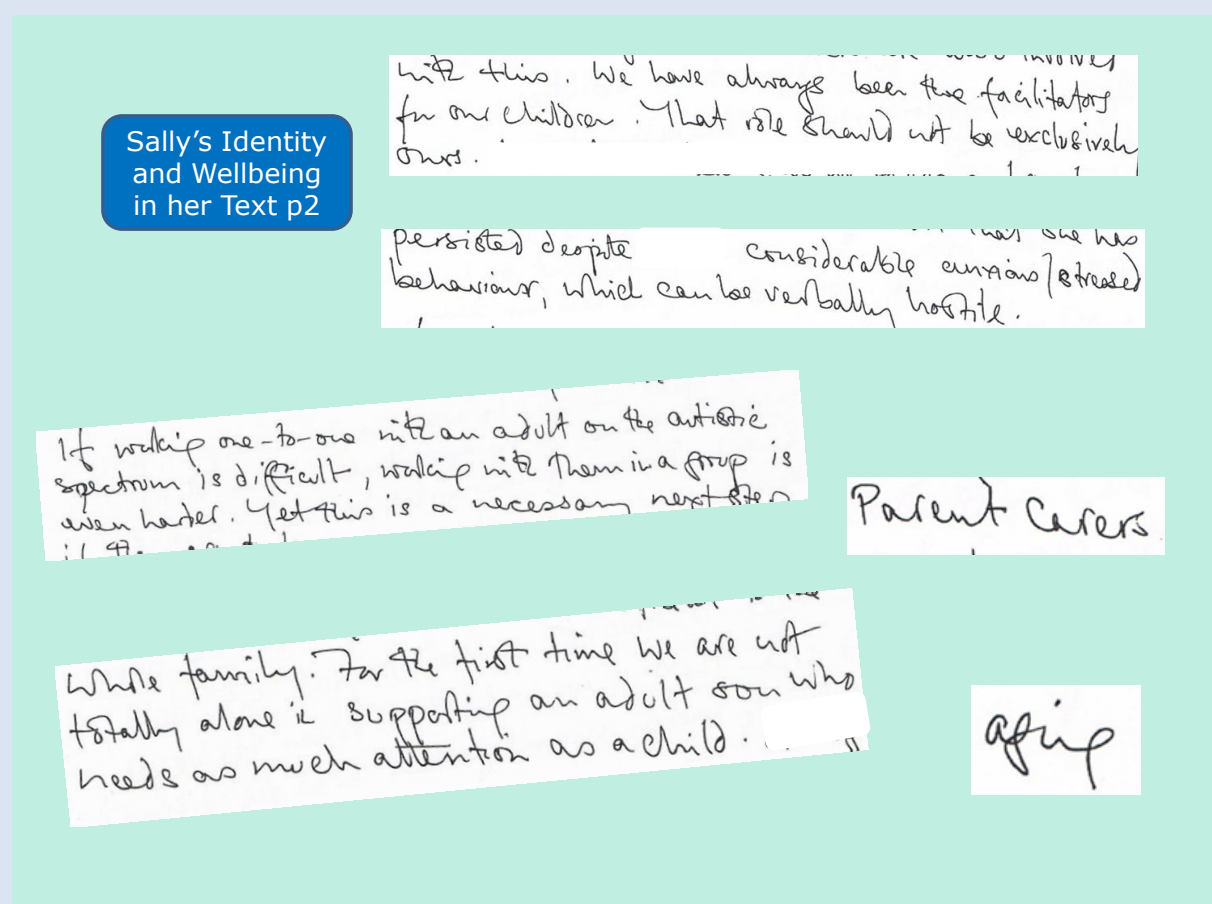 Sally's Identity
and Wellbeing
in her Text p2
with this. We have always been the facilitators
for our children. That role should not be exclusively
ours.
persisted despite considerable anxious/stressed
behaviour, which can be verbally hostile.
If working one-to-one with an adult on the autistic
spectrum is difficult, working with them in a group is
even harder. Yet this is a necessary next step
Parent Carers
whole family. For the first time we are not
totally alone in supporting an adult son who
needs as much attention as a child.
aging